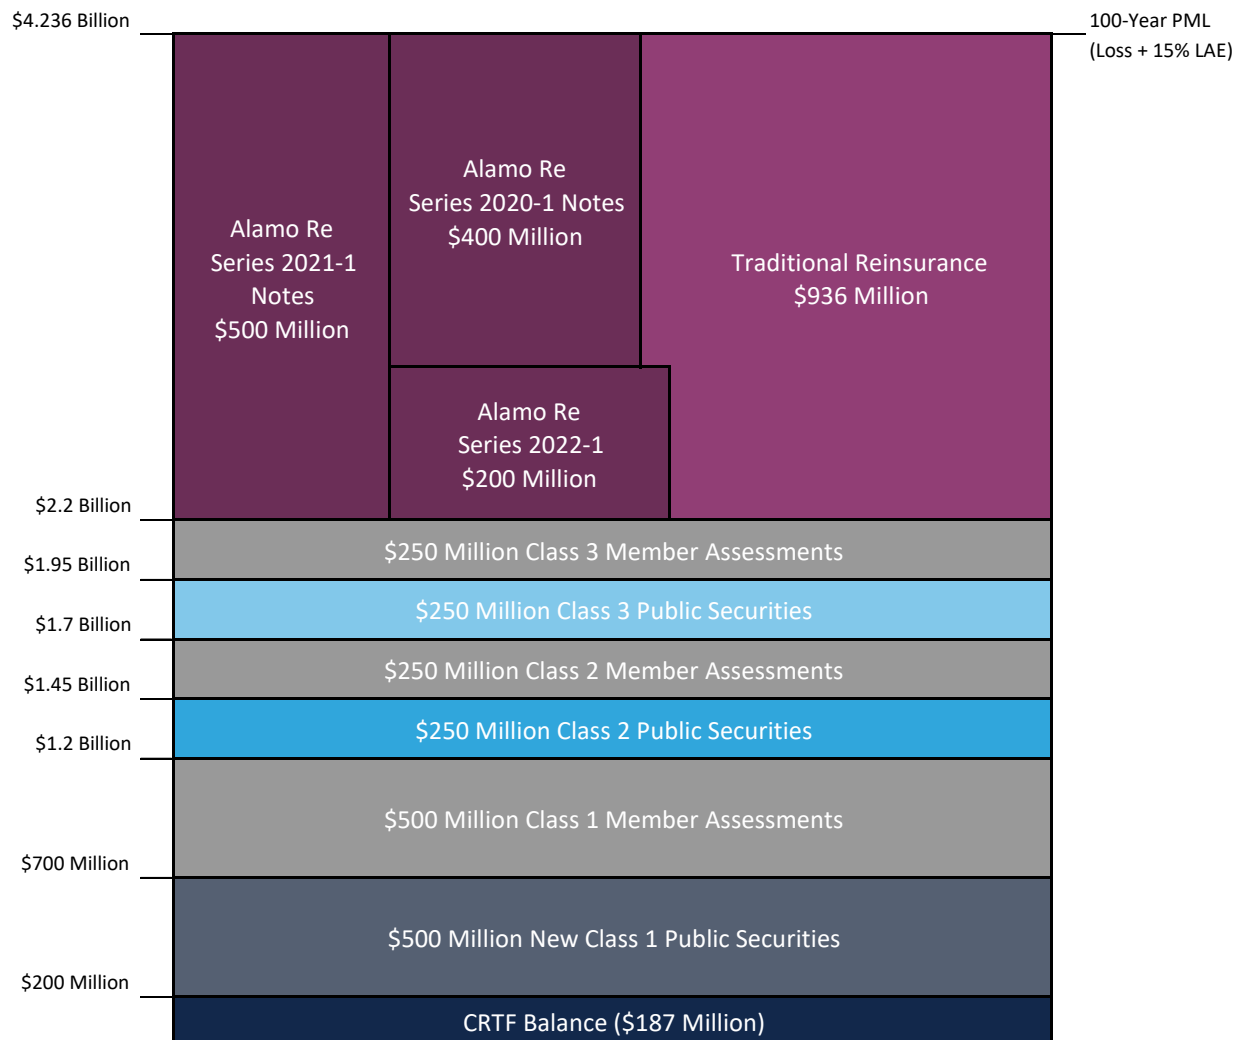 $4.236 Billion
100-Year PML
(Loss + 15% LAE)
Alamo Re
Series 2021-1
Notes
$500 Million
Alamo Re
Series 2020-1 Notes
$400 Million
Traditional Reinsurance
$936 Million
Alamo Re
Series 2022-1
$200 Million
$2.2 Billion
$250 Million Class 3 Member Assessments
$1.95 Billion
$250 Million Class 3 Public Securities
$1.7 Billion
$250 Million Class 2 Member Assessments
$1.45 Billion
$250 Million Class 2 Public Securities
$1.2 Billion
$500 Million Class 1 Member Assessments
$700 Million
$500 Million New Class 1 Public Securities
$200 Million
CRTF Balance ($187 Million)